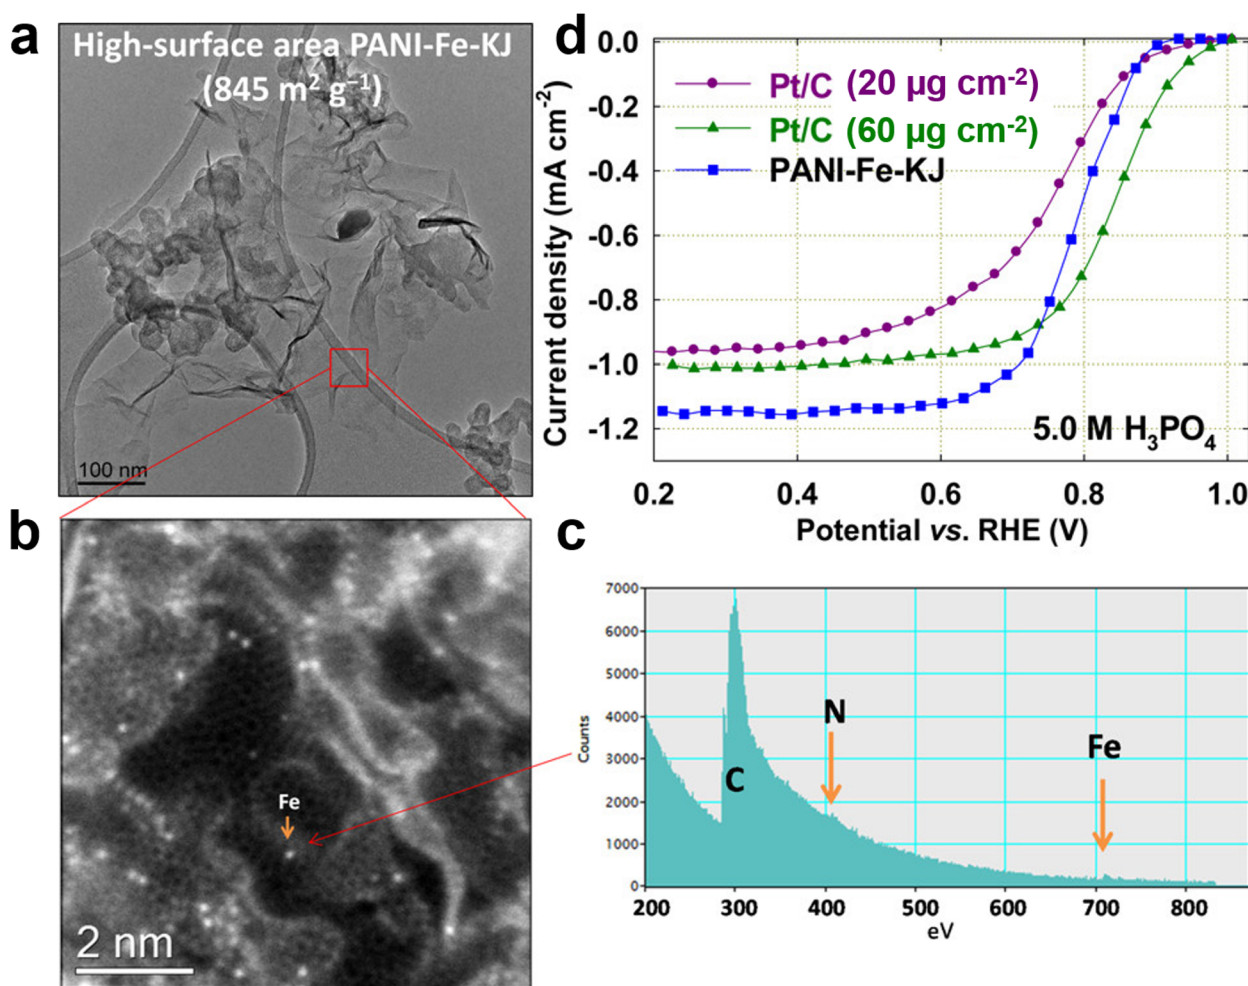 a
High-surface area PANI-Fe-KJ
(845 m² g⁻¹)
100 nm
b
Fe
2 nm
d
Current density (mA cm⁻²)
0.0
-0.2
-0.4
-0.6
-0.8
-1.0
-1.2
Pt/C (20 µg cm⁻²)
Pt/C (60 µg cm⁻²)
PANI-Fe-KJ
5.0 M H₃PO₄
0.2 0.4 0.6 0.8 1.0
Potential vs. RHE (V)
c
Counts
7000
6000
5000
4000
3000
2000
1000
0
C
N
Fe
200 300 400 500 600 700 800
eV